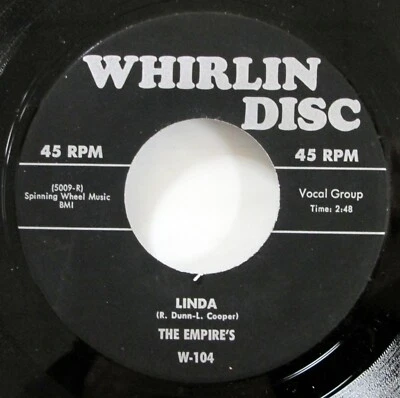 WHIRLIN
DISC
45 RPM
45 RPM
(5009-R)
Spinning Wheel Music
BMI
Vocal Group
Time: 2:48
LINDA
(R. Dunn-L. Cooper)
THE EMPIRE'S
W-104